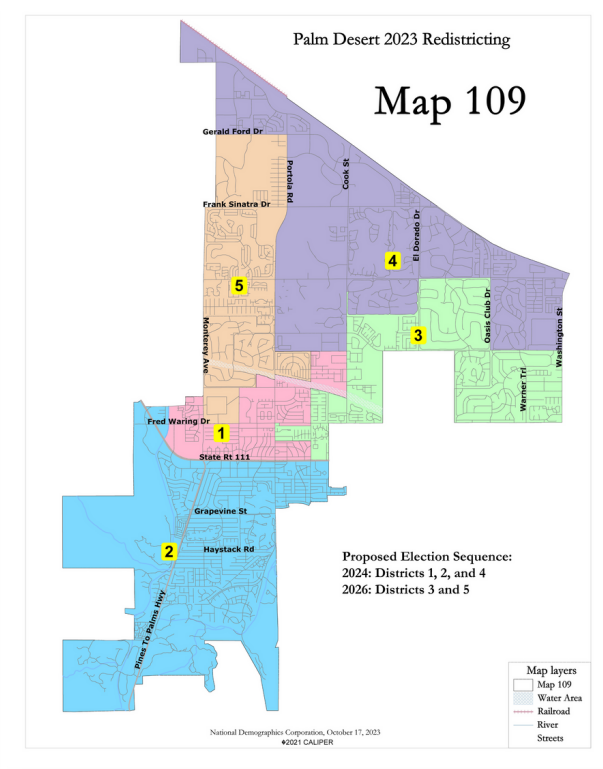 Palm Desert 2023 Redistricting
Map 109
Gerald Ford Dr
Portola Rd
Cook St
Frank Sinatra Dr
El Dorado Dr
4
5
Oasis Club Dr
Washington St
3
Monterey Ave
Warner Trl
Fred Waring Dr
1
State Rt 111
Grapevine St
2
Haystack Rd
Proposed Election Sequence:
2024: Districts 1, 2, and 4
2026: Districts 3 and 5
Pines To Palms Hwy
Map layers
Map 109
Water Area
Railroad
River
Streets
National Demographics Corporation, October 17, 2023
©2021 CALIPER